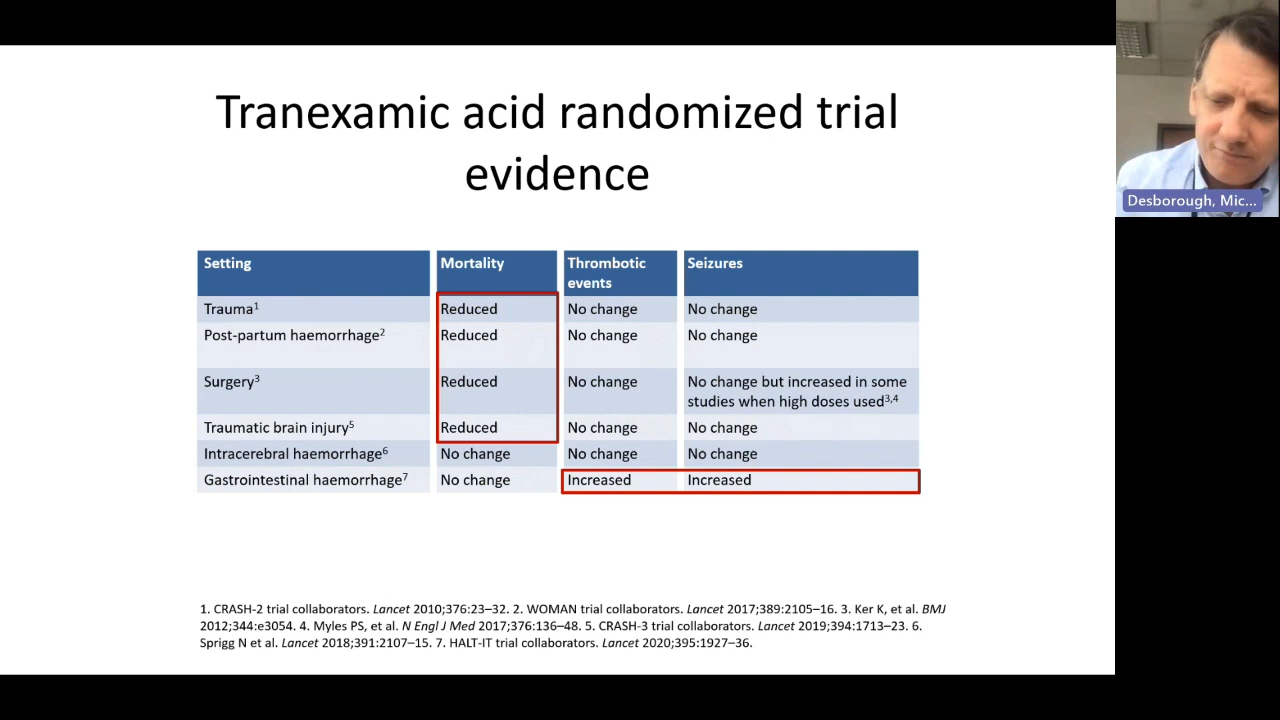 Tranexamic acid randomized trial
evidence
Desborough, Mic...
Setting Mortality Thrombotic events Seizures
Trauma¹ Reduced No change No change
Post-partum haemorrhage² Reduced No change No change
Surgery³ Reduced No change No change but increased in some
studies when high doses used³,⁴
Traumatic brain injury⁵ Reduced No change No change
Intracerebral haemorrhage⁶ No change No change No change
Gastrointestinal haemorrhage⁷ No change Increased Increased
1. CRASH-2 trial collaborators. Lancet 2010;376:23–32. 2. WOMAN trial collaborators. Lancet 2017;389:2105–16. 3. Ker K, et al. BMJ
2012;344:e3054. 4. Myles PS, et al. N Engl J Med 2017;376:136–48. 5. CRASH-3 trial collaborators. Lancet 2019;394:1713–23. 6.
Sprigg N et al. Lancet 2018;391:2107–15. 7. HALT-IT trial collaborators. Lancet 2020;395:1927–36.